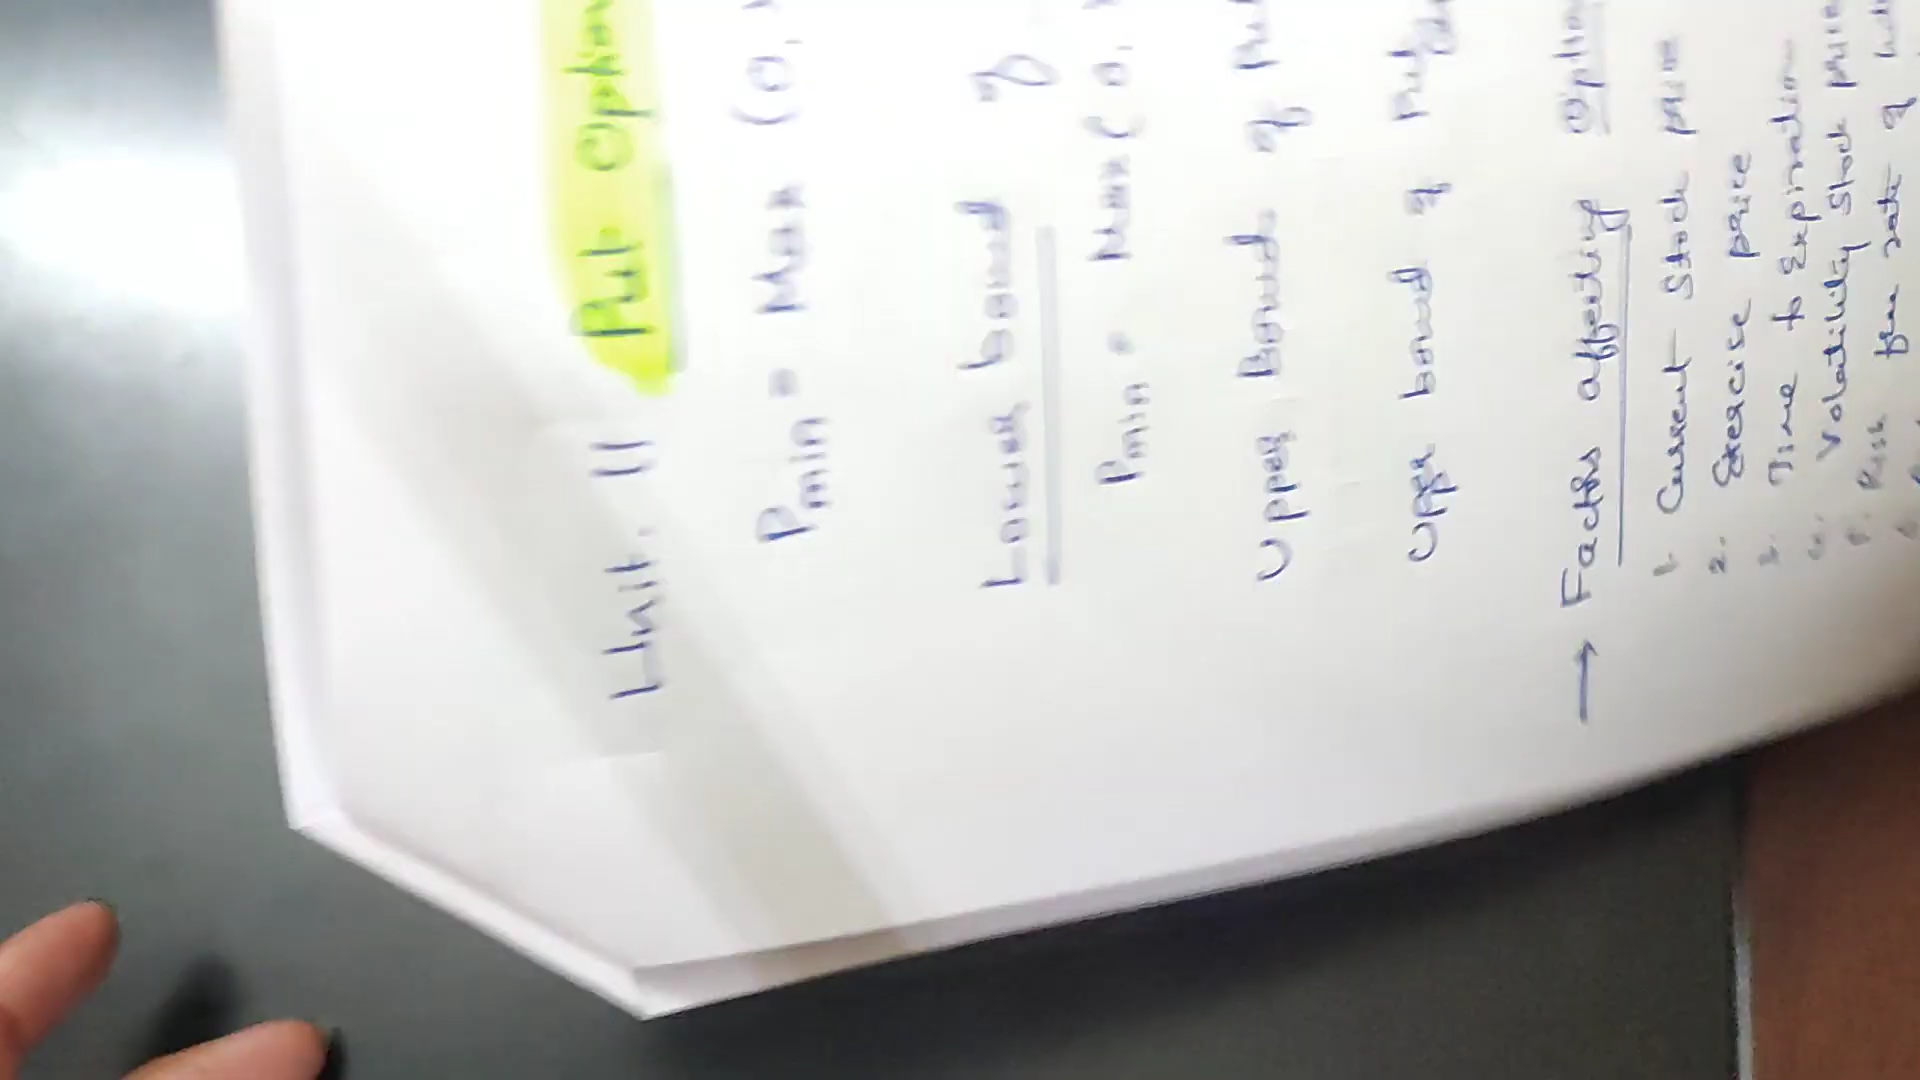 Unit. 11 Put Option
Pmin = Max (0,
Lower bound of
Pmin = Max ( 0,
Upper Bound of Put
Upper bound of Put
→ Factors affecting Option
1. Current Stock price
2. Exercise price
3. Time to Expiration
4. Volatility Stock price
5. Risk free rate of
6.